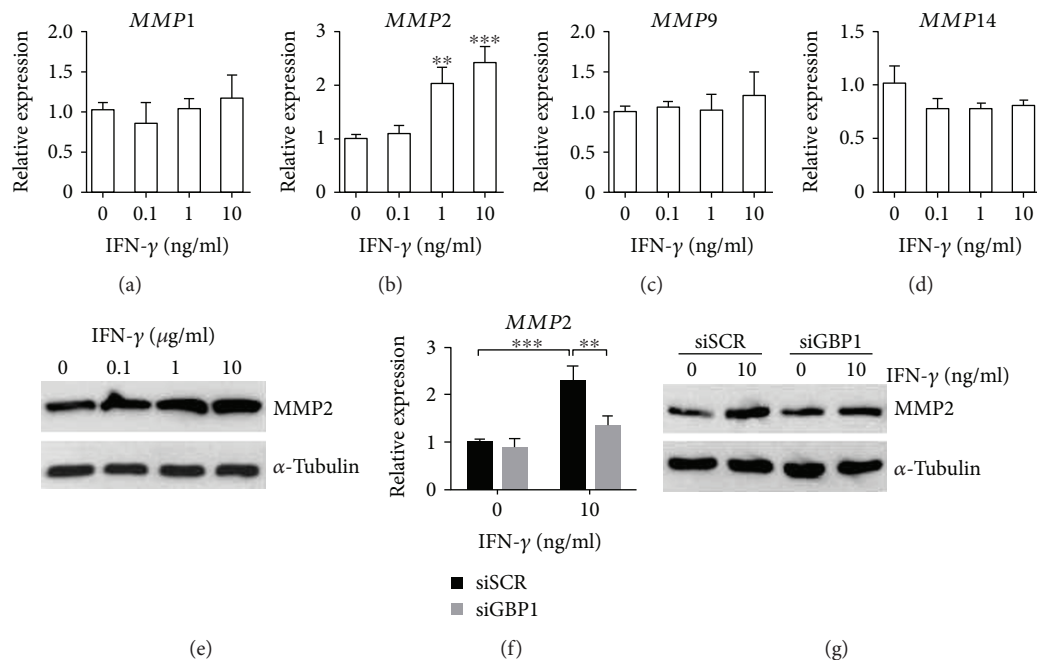 MMP1
Relative expression
2.0
1.5
1.0
0.5
0
0 0.1 1 10
IFN-γ (ng/ml)
(a)
MMP2
Relative expression
3
2
1
0
** ***
0 0.1 1 10
IFN-γ (ng/ml)
(b)
MMP9
Relative expression
2.0
1.5
1.0
0.5
0
0 0.1 1 10
IFN-γ (ng/ml)
(c)
MMP14
Relative expression
1.5
1.0
0.5
0
0 0.1 1 10
IFN-γ (ng/ml)
(d)
IFN-γ (μg/ml)
0 0.1 1 10
MMP2
α-Tubulin
(e)
MMP2
Relative expression
3
2
1
0
*** **
0 10
IFN-γ (ng/ml)
siSCR
siGBP1
(f)
siSCR siGBP1
0 10 0 10 IFN-γ (ng/ml)
MMP2
α-Tubulin
(g)